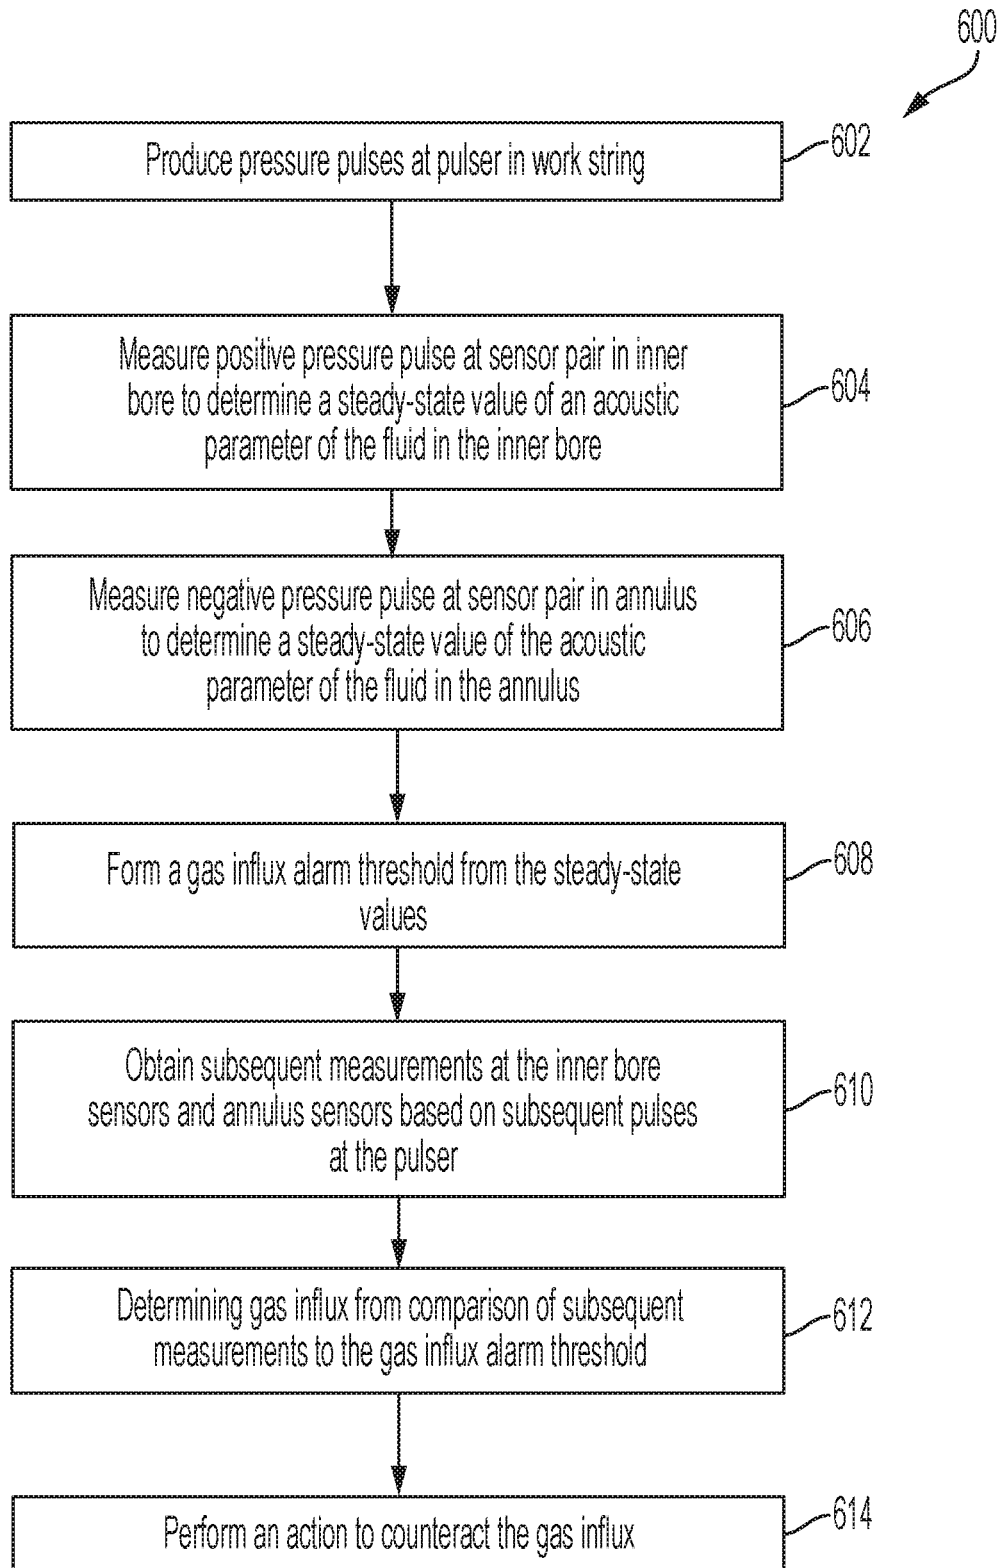 600
Produce pressure pulses at pulser in work string
602
Measure positive pressure pulse at sensor pair in inner
bore to determine a steady-state value of an acoustic
parameter of the fluid in the inner bore
604
Measure negative pressure pulse at sensor pair in annulus
to determine a steady-state value of the acoustic
parameter of the fluid in the annulus
606
Form a gas influx alarm threshold from the steady-state
values
608
Obtain subsequent measurements at the inner bore
sensors and annulus sensors based on subsequent pulses
at the pulser
610
Determining gas influx from comparison of subsequent
measurements to the gas influx alarm threshold
612
Perform an action to counteract the gas influx
614